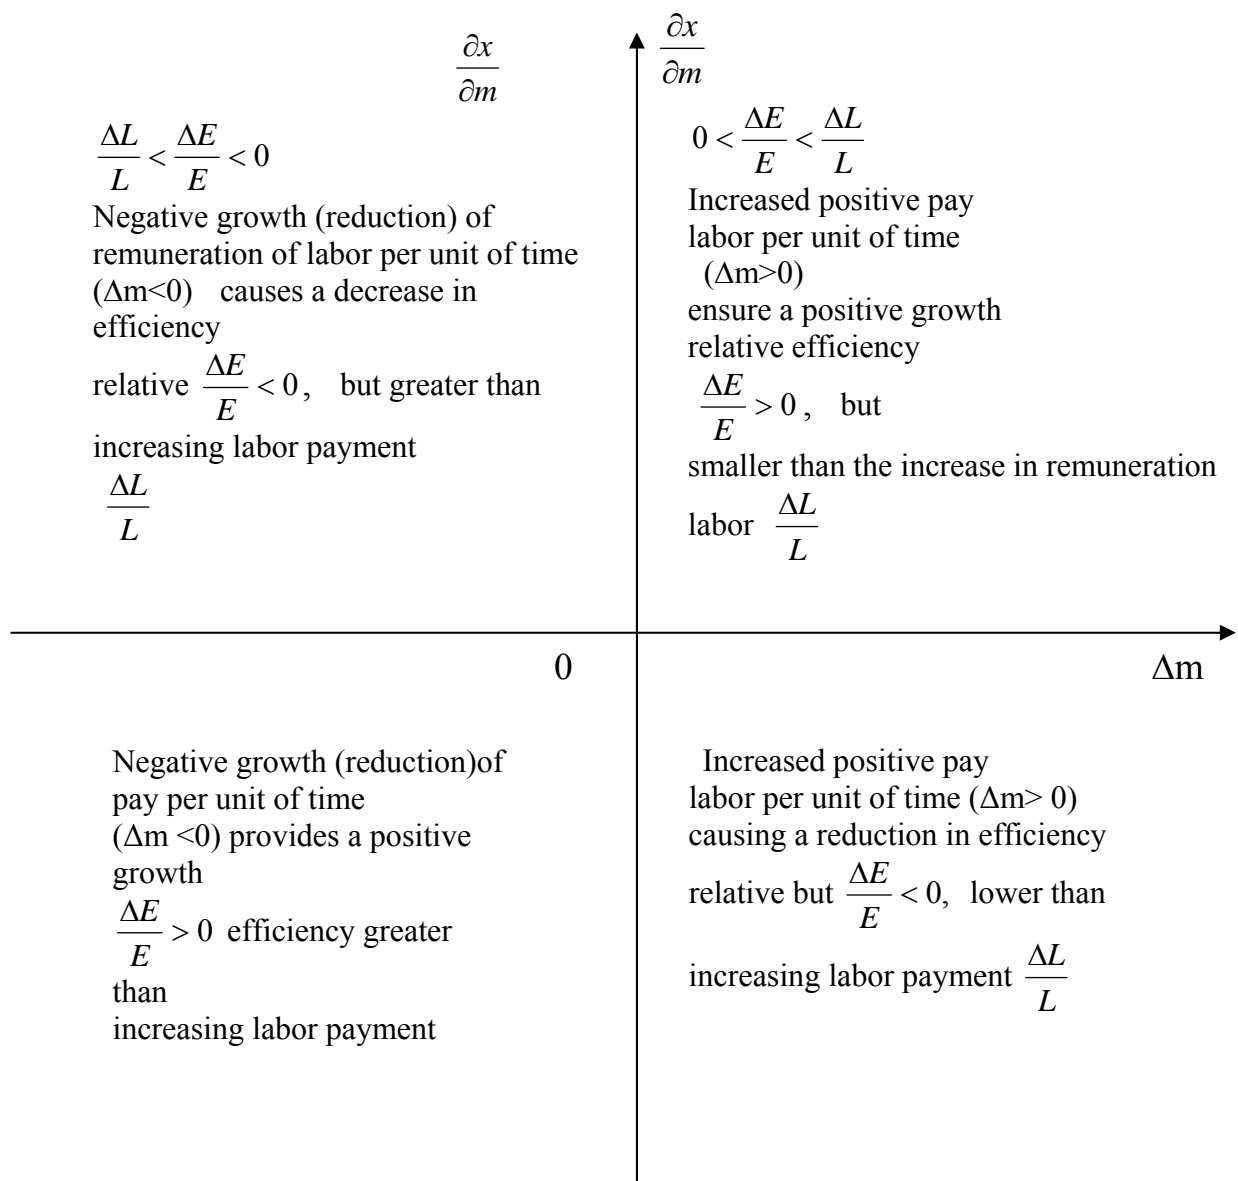 ∂x/∂m
∂x/∂m
ΔL/L < ΔE/E < 0
Negative growth (reduction) of
remuneration of labor per unit of time
(Δm<0) causes a decrease in
efficiency
relative ΔE/E < 0, but greater than
increasing labor payment
ΔL/L
0 < ΔE/E < ΔL/L
Increased positive pay
labor per unit of time
(Δm>0)
ensure a positive growth
relative efficiency
ΔE/E > 0 , but
smaller than the increase in remuneration
labor ΔL/L
0
Δm
Negative growth (reduction)of
pay per unit of time
(Δm <0) provides a positive
growth
ΔE/E > 0 efficiency greater
than
increasing labor payment
Increased positive pay
labor per unit of time (Δm> 0)
causing a reduction in efficiency
relative but ΔE/E < 0, lower than
increasing labor payment ΔL/L